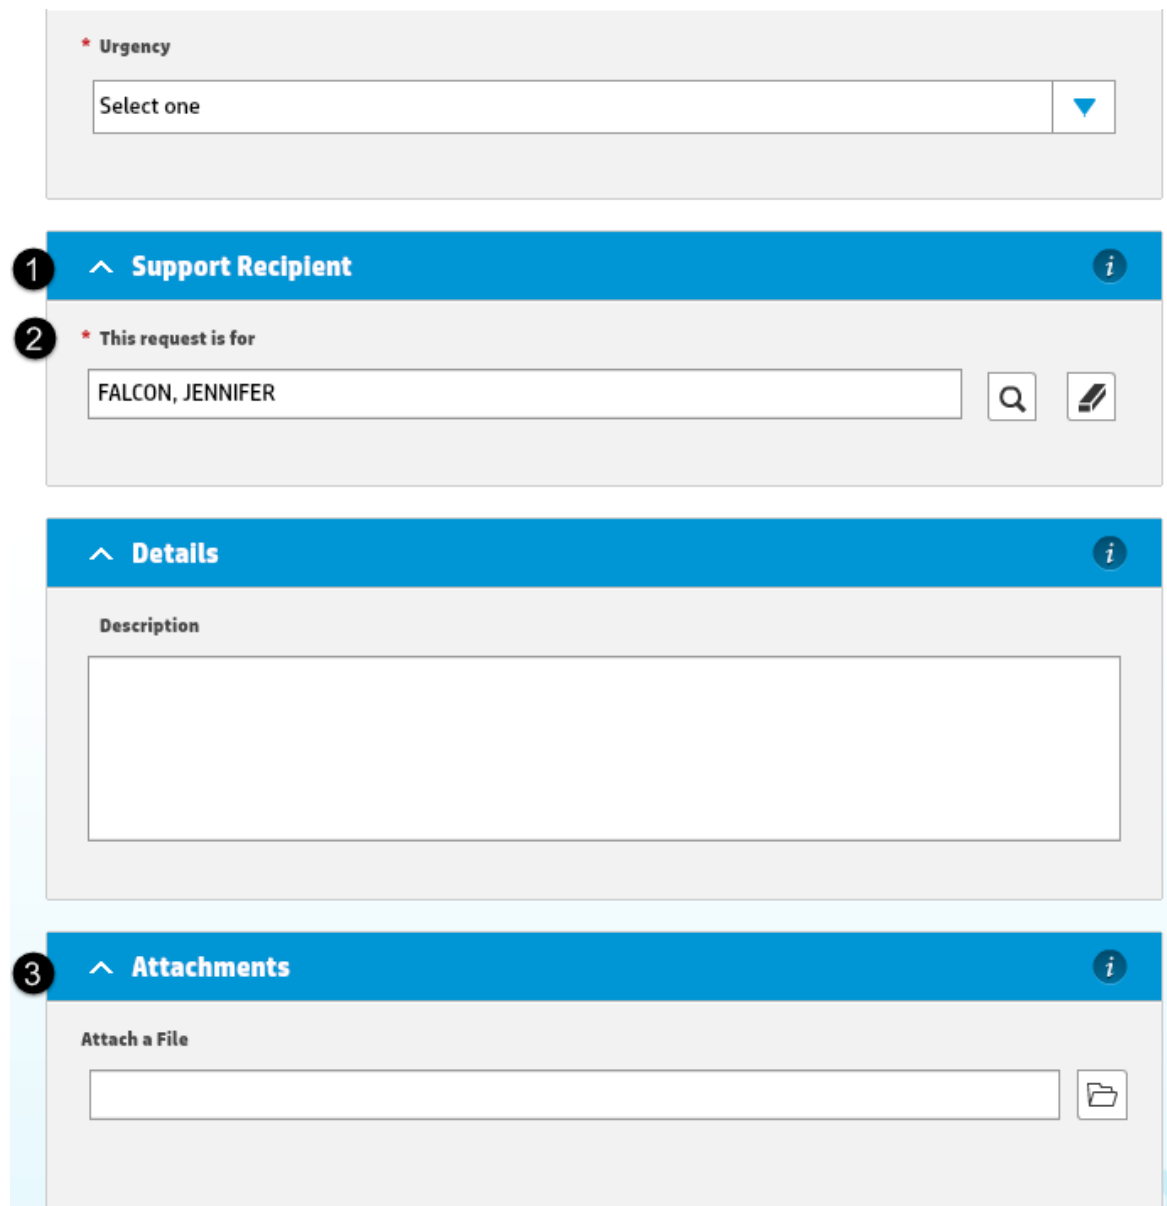 * Urgency
Select one
1 Support Recipient i
2 * This request is for
FALCON, JENNIFER
Details i
Description
3 Attachments i
Attach a File